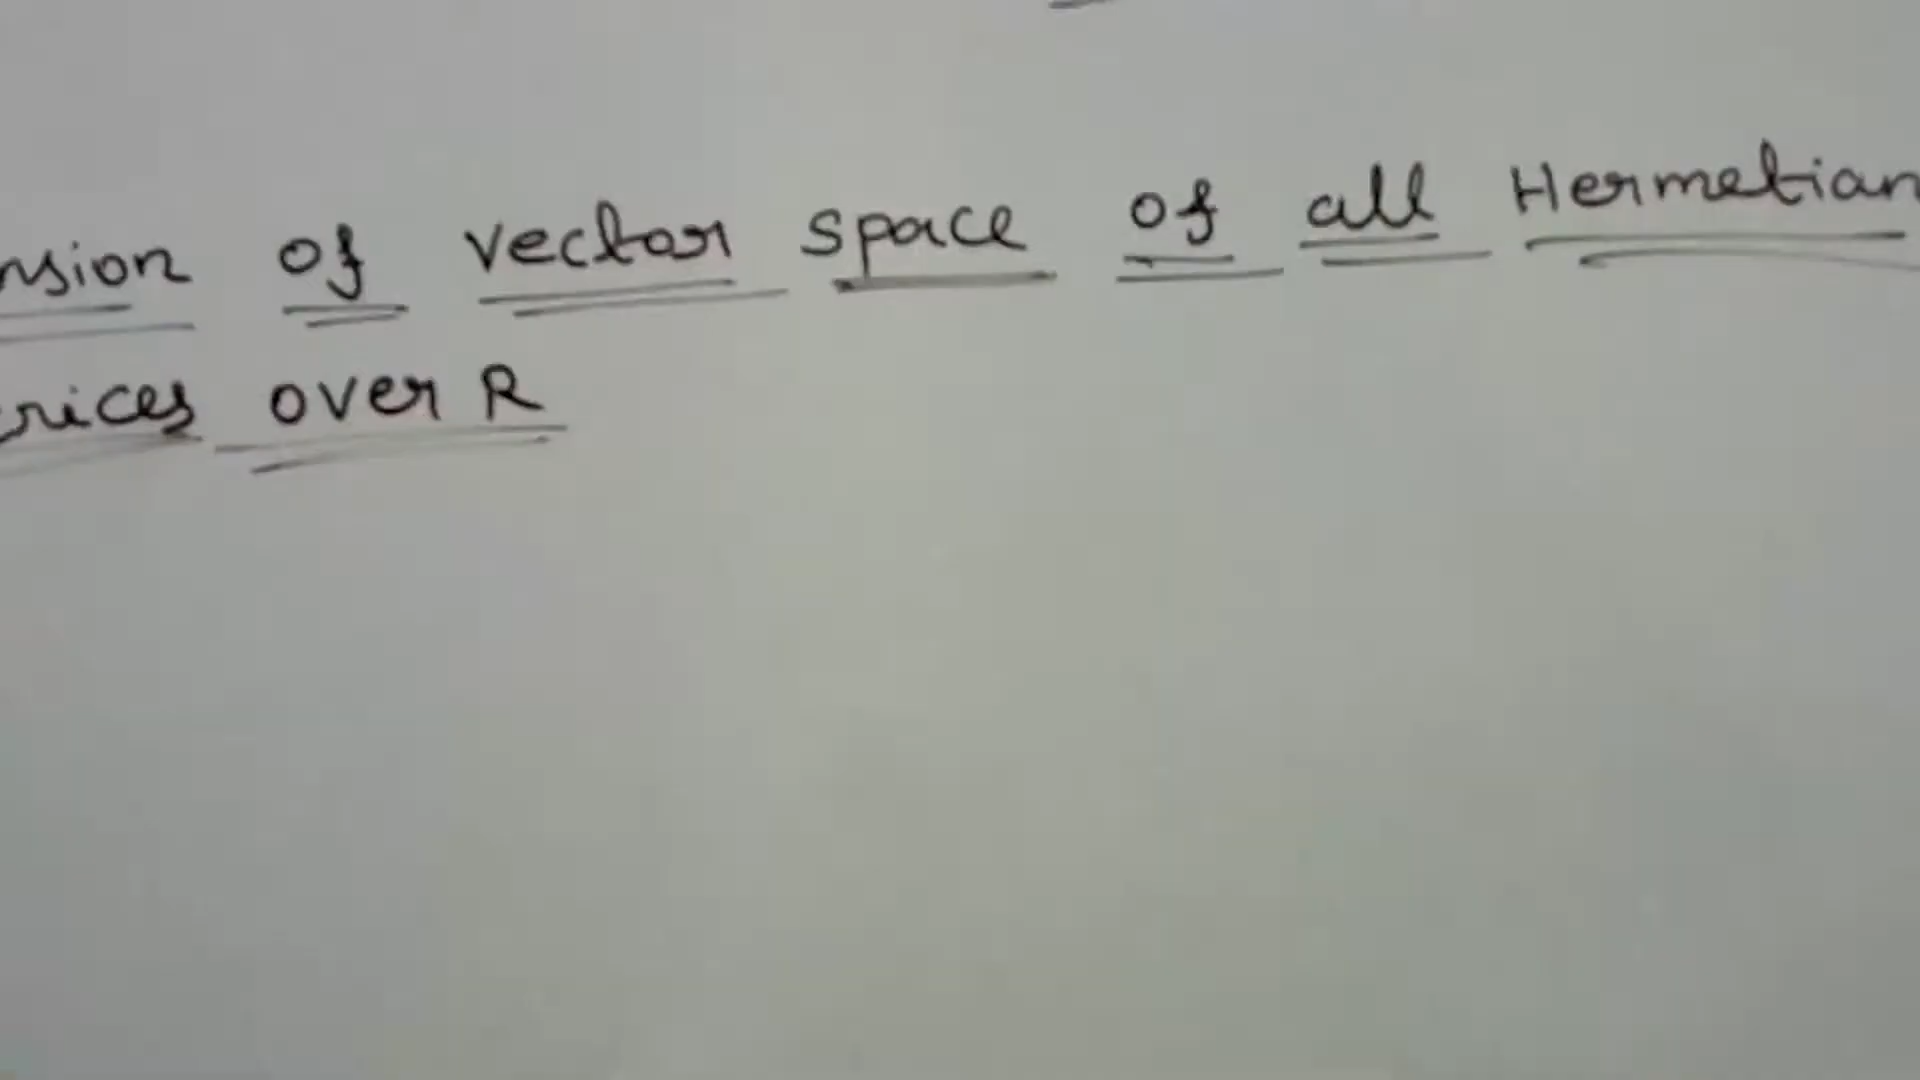 nsion of vector space of all Hermetian
rices over R